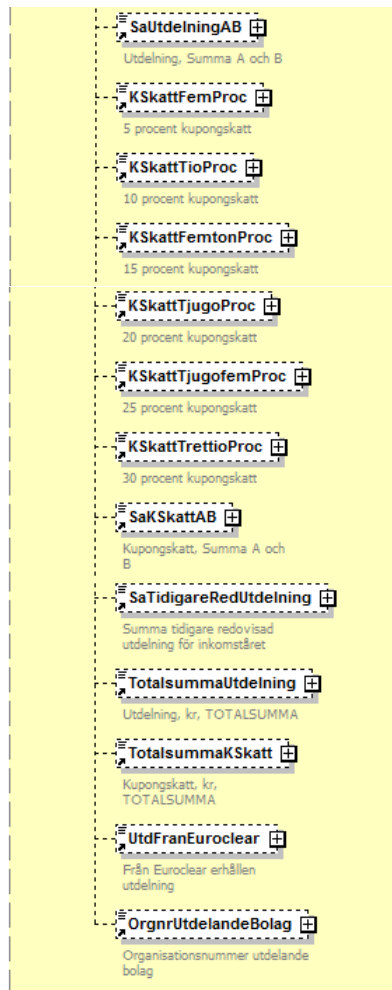 SaUtdelningAB
Utdelning, Summa A och B
KSkattFemProc
5 procent kupongskatt
KSkattTioProc
10 procent kupongskatt
KSkattFemtonProc
15 procent kupongskatt
KSkattTjugoProc
20 procent kupongskatt
KSkattTjugofemProc
25 procent kupongskatt
KSkattTrettioProc
30 procent kupongskatt
SaKSkattAB
Kupongskatt, Summa A och
B
SaTidigareRedUtdelning
Summa tidigare redovisad
utdelning för inkomståret
TotalsummaUtdelning
Utdelning, kr, TOTALSUMMA
TotalsummaKSkatt
Kupongskatt, kr,
TOTALSUMMA
UtdFranEuroclear
Från Euroclear erhållen
utdelning
OrgnrUtdelandeBolag
Organisationsnummer utdelande
bolag